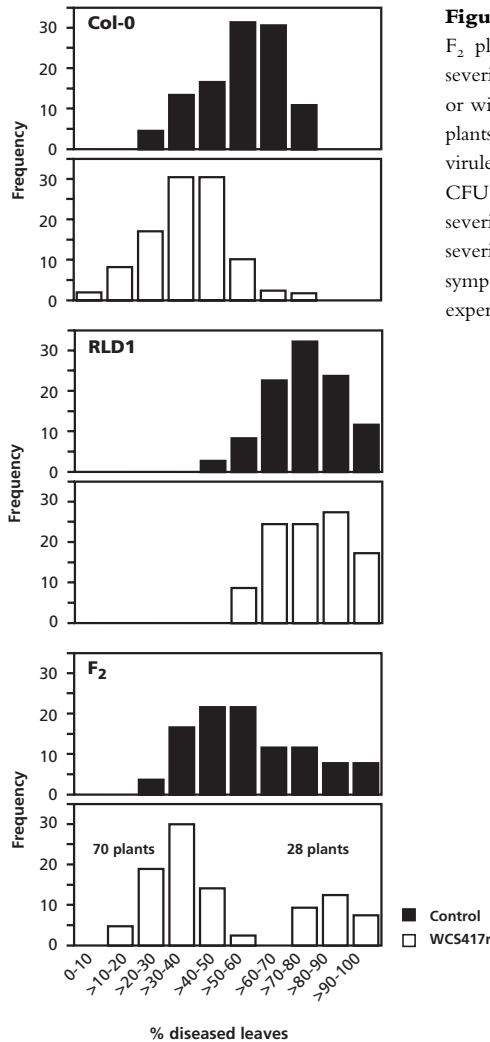 Figu
F₂ pl
severi
or wi
plants
virule
CFU
severi
severi
symp
exper
Col-0
Frequency
30
20
10
0
30
20
10
0
RLD1
Frequency
30
20
10
0
30
20
10
0
F₂
Frequency
30
20
10
0
30
20
10
0
70 plants
28 plants
Control
WCS417r
0-10
>10-20
>20-30
>30-40
>40-50
>50-60
>60-70
>70-80
>80-90
>90-100
% diseased leaves